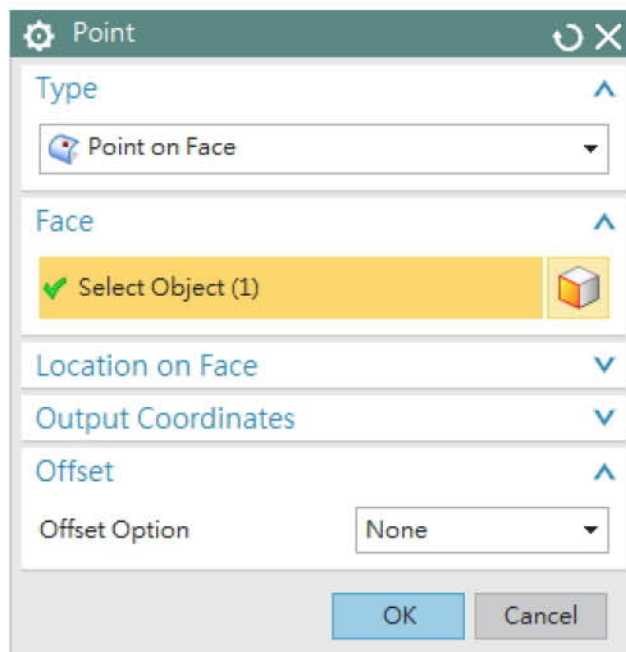 Point
Type
Point on Face
Face
Select Object (1)
Location on Face
Output Coordinates
Offset
Offset Option None
OK Cancel